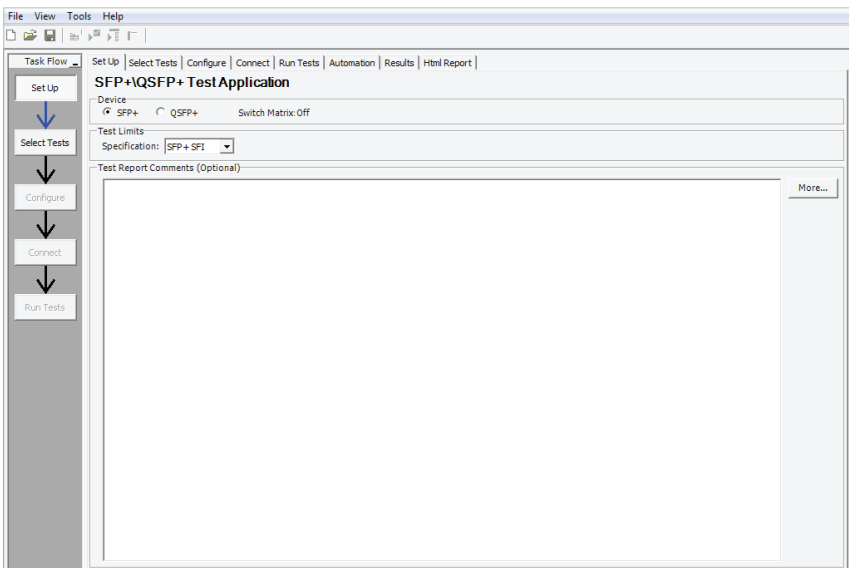 File View Tools Help
Task Flow
Set Up
Select Tests
Configure
Connect
Run Tests
Set Up Select Tests Configure Connect Run Tests Automation Results Html Report
SFP+\QSFP+ Test Application
Device
SFP+ QSFP+ Switch Matrix: Off
Test Limits
Specification: SFP+ SFI
Test Report Comments (Optional)
More...